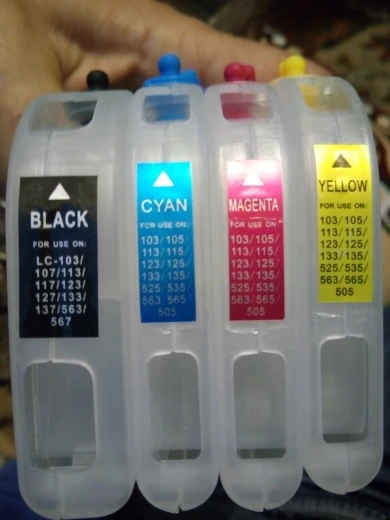 BLACK
FOR USE ON:
LC-103/
107/113/
117/123/
127/133/
137/563/
567
CYAN
FOR USE ON:
103/105/
113/115/
123/125/
133/135/
525/535/
563/565/
505
MAGENTA
FOR USE ON:
103/105/
113/115/
123/125/
133/135/
525/535/
563/565/
505
YELLOW
FOR USE ON:
103/105/
113/115/
123/125/
133/135/
525/535/
563/565/
505